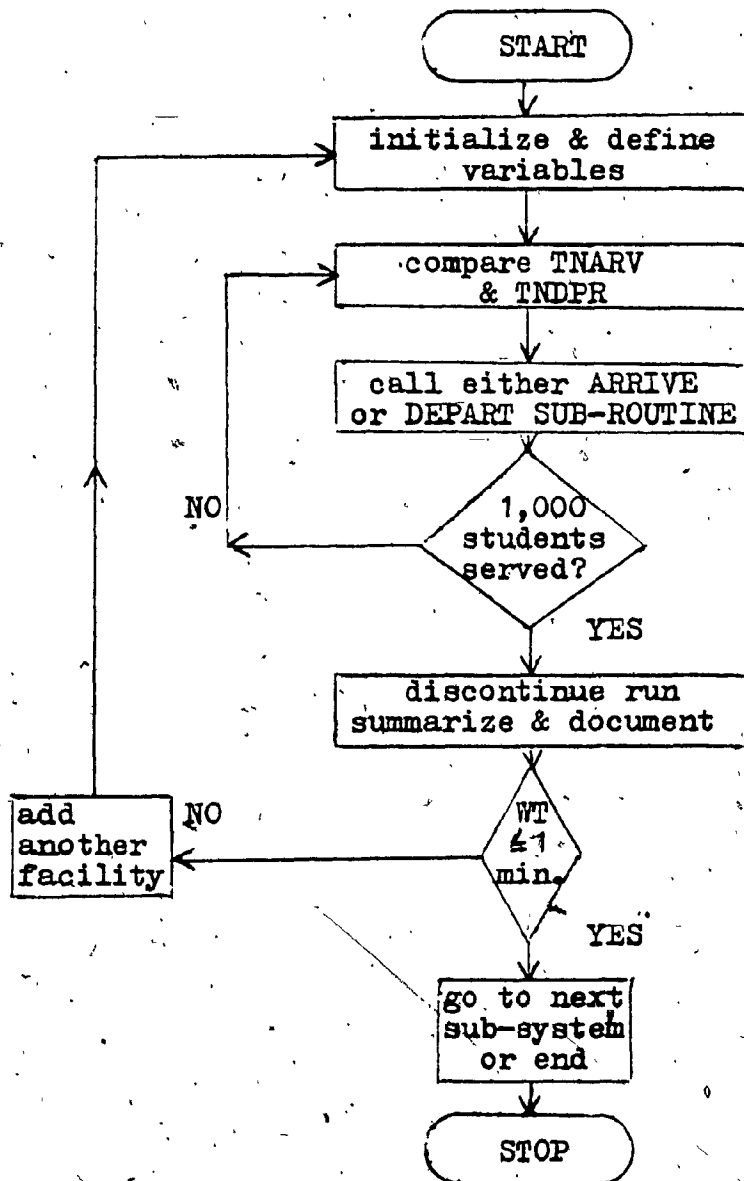 START
initialize & define
variables
compare TNARV
& TNDPR
call either ARRIVE
or DEPART SUB-ROUTINE
NO
1,000
students
served?
YES
discontinue run
summarize & document
add
another
facility
NO
WT
≤1
min.
YES
go to next
sub-system
or end
STOP